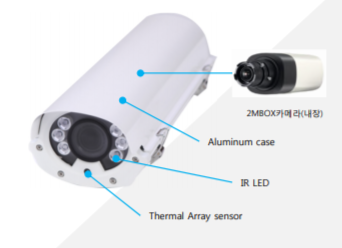 2MBOX카메라(내장)
Aluminum case
IR LED
Thermal Array sensor